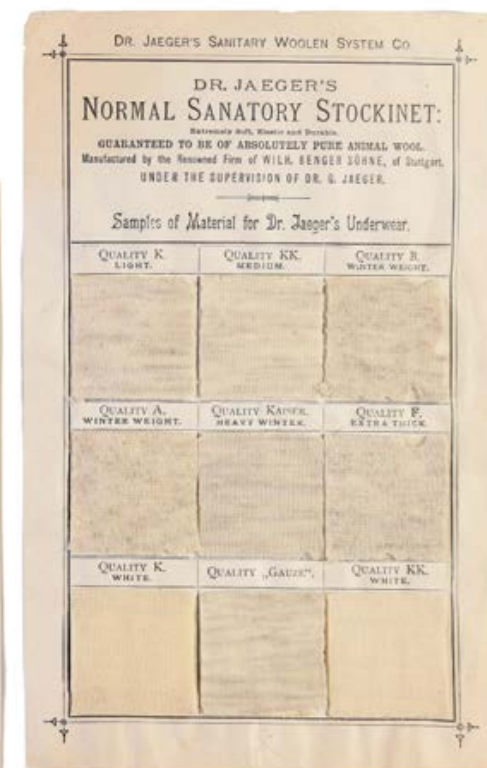 DR. JAEGER'S SANITARY WOOLEN SYSTEM CO
DR. JAEGER'S
NORMAL SANATORY STOCKINET:
Extremely Soft, Elastic and Durable.
GUARANTEED TO BE OF ABSOLUTELY PURE ANIMAL WOOL.
Manufactured by the Renowned Firm of WILH. BENGER SÖHNE, of Stuttgart,
UNDER THE SUPERVISION OF DR. G. JAEGER.
Samples of Material for Dr. Jaeger's Underwear.
QUALITY K. QUALITY KK. QUALITY B.
LIGHT. MEDIUM. WINTER WEIGHT.
QUALITY A. QUALITY KAISER. QUALITY F.
WINTER WEIGHT. HEAVY WINTER. EXTRA THICK.
QUALITY K. QUALITY „GAUZE". QUALITY KK.
WHITE. WHITE.